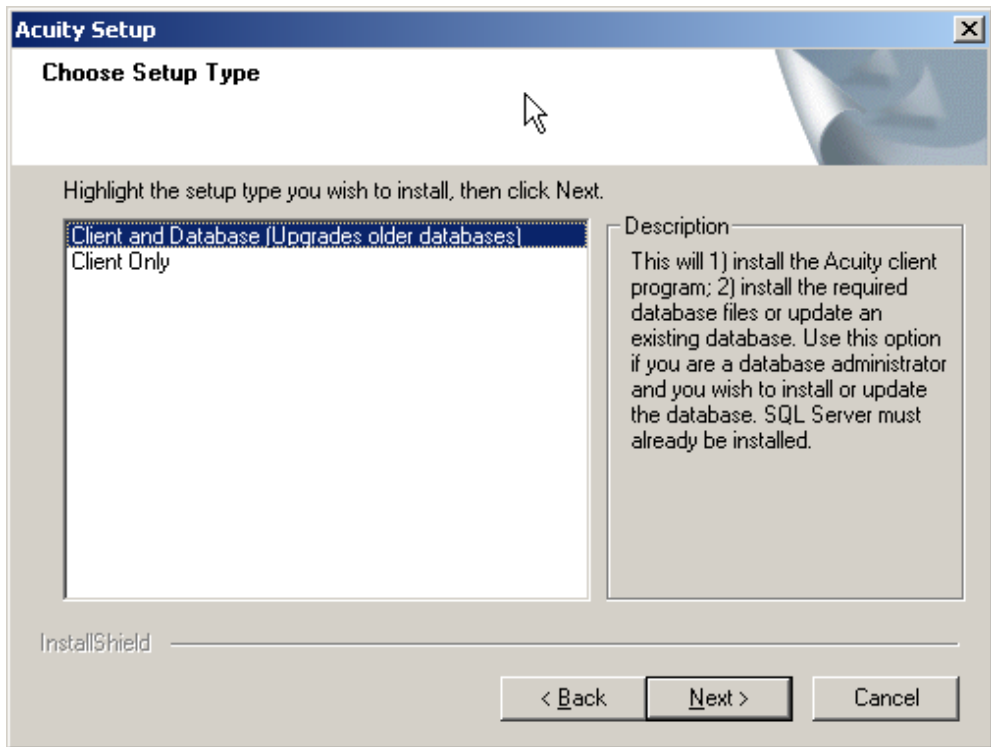 Acuity Setup
Choose Setup Type
Highlight the setup type you wish to install, then click Next.
Client and Database (Upgrades older databases)
Client Only
Description
This will 1) install the Acuity client
program; 2) install the required
database files or update an
existing database. Use this option
if you are a database administrator
and you wish to install or update
the database. SQL Server must
already be installed.
InstallShield
< Back
Next >
Cancel